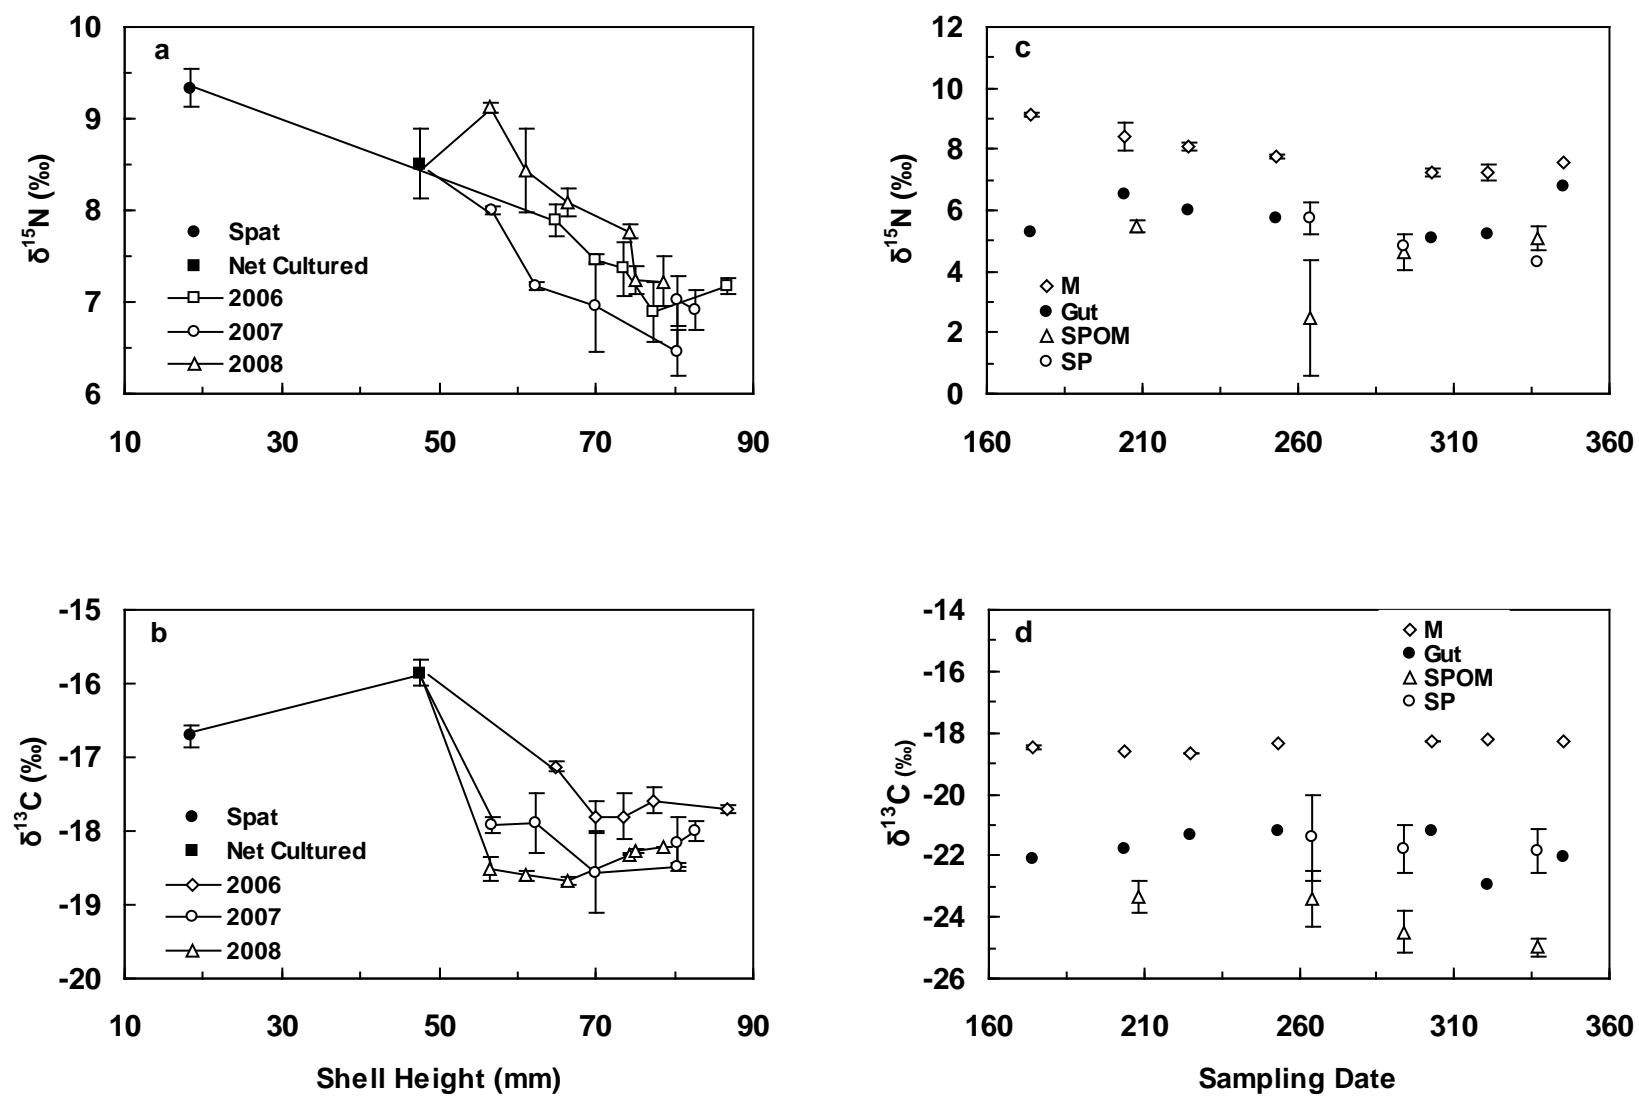 a
δ¹⁵N (‰)
10
9
8
7
6
Spat
Net Cultured
2006
2007
2008
10 30 50 70 90
c
δ¹⁵N (‰)
12
10
8
6
4
2
0
M
Gut
SPOM
SP
160 210 260 310 360
b
δ¹³C (‰)
-15
-16
-17
-18
-19
-20
Spat
Net Cultured
2006
2007
2008
10 30 50 70 90
Shell Height (mm)
d
δ¹³C (‰)
-14
-16
-18
-20
-22
-24
-26
M
Gut
SPOM
SP
160 210 260 310 360
Sampling Date